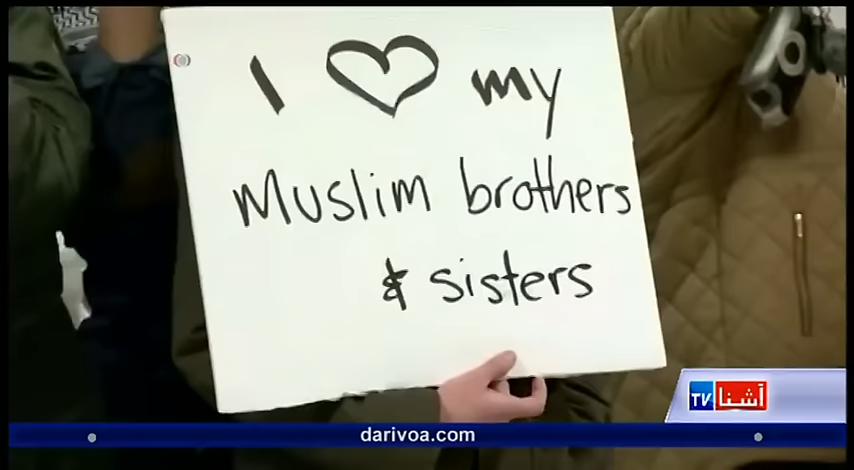 I ♡ my
Muslim brothers
& sisters
TV آشنا
darivoa.com